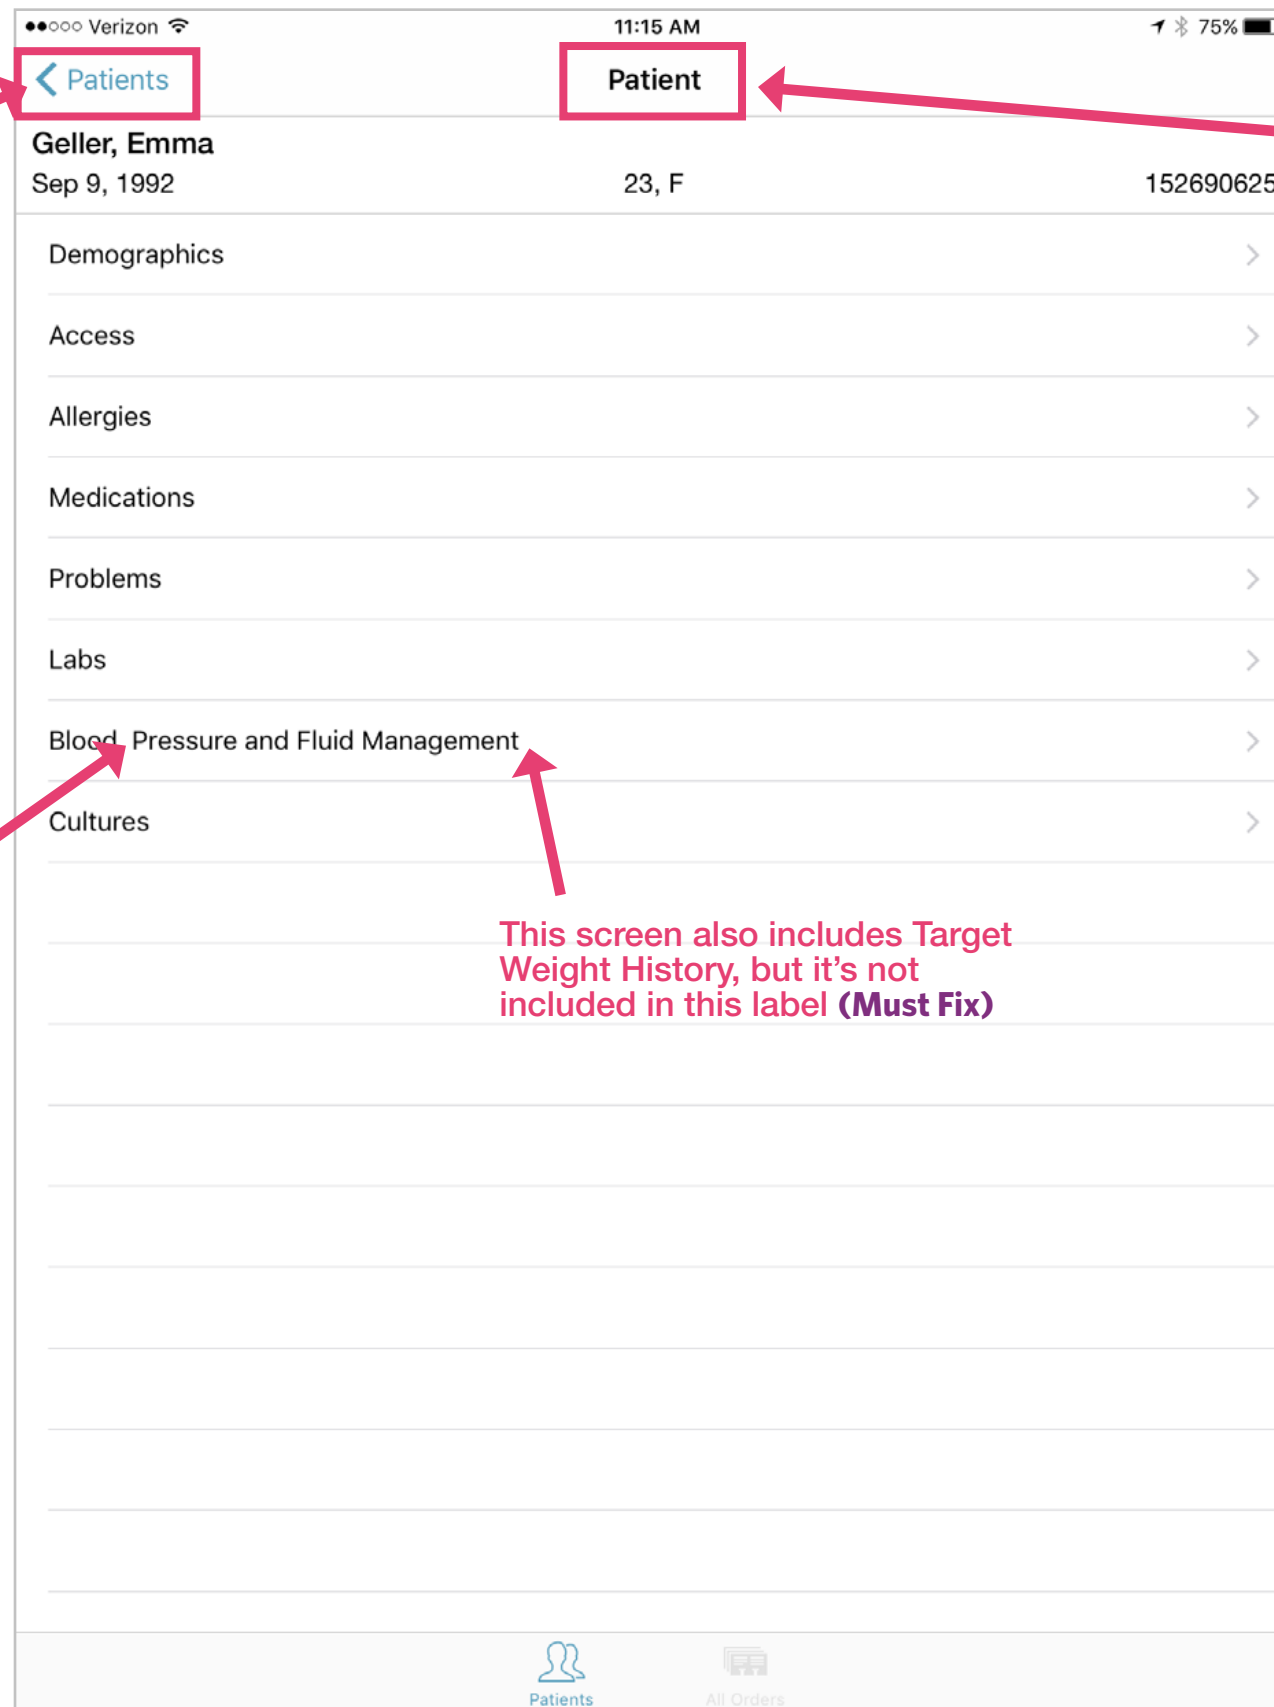 Verizon 11:15 AM 75%
Patients Patient
Geller, Emma
Sep 9, 1992 23, F 152690625
Demographics
Access
Allergies
Medications
Problems
Labs
Blood, Pressure and Fluid Management
Cultures
This screen also includes Target
Weight History, but it's not
included in this label (Must Fix)
Patients All Orders